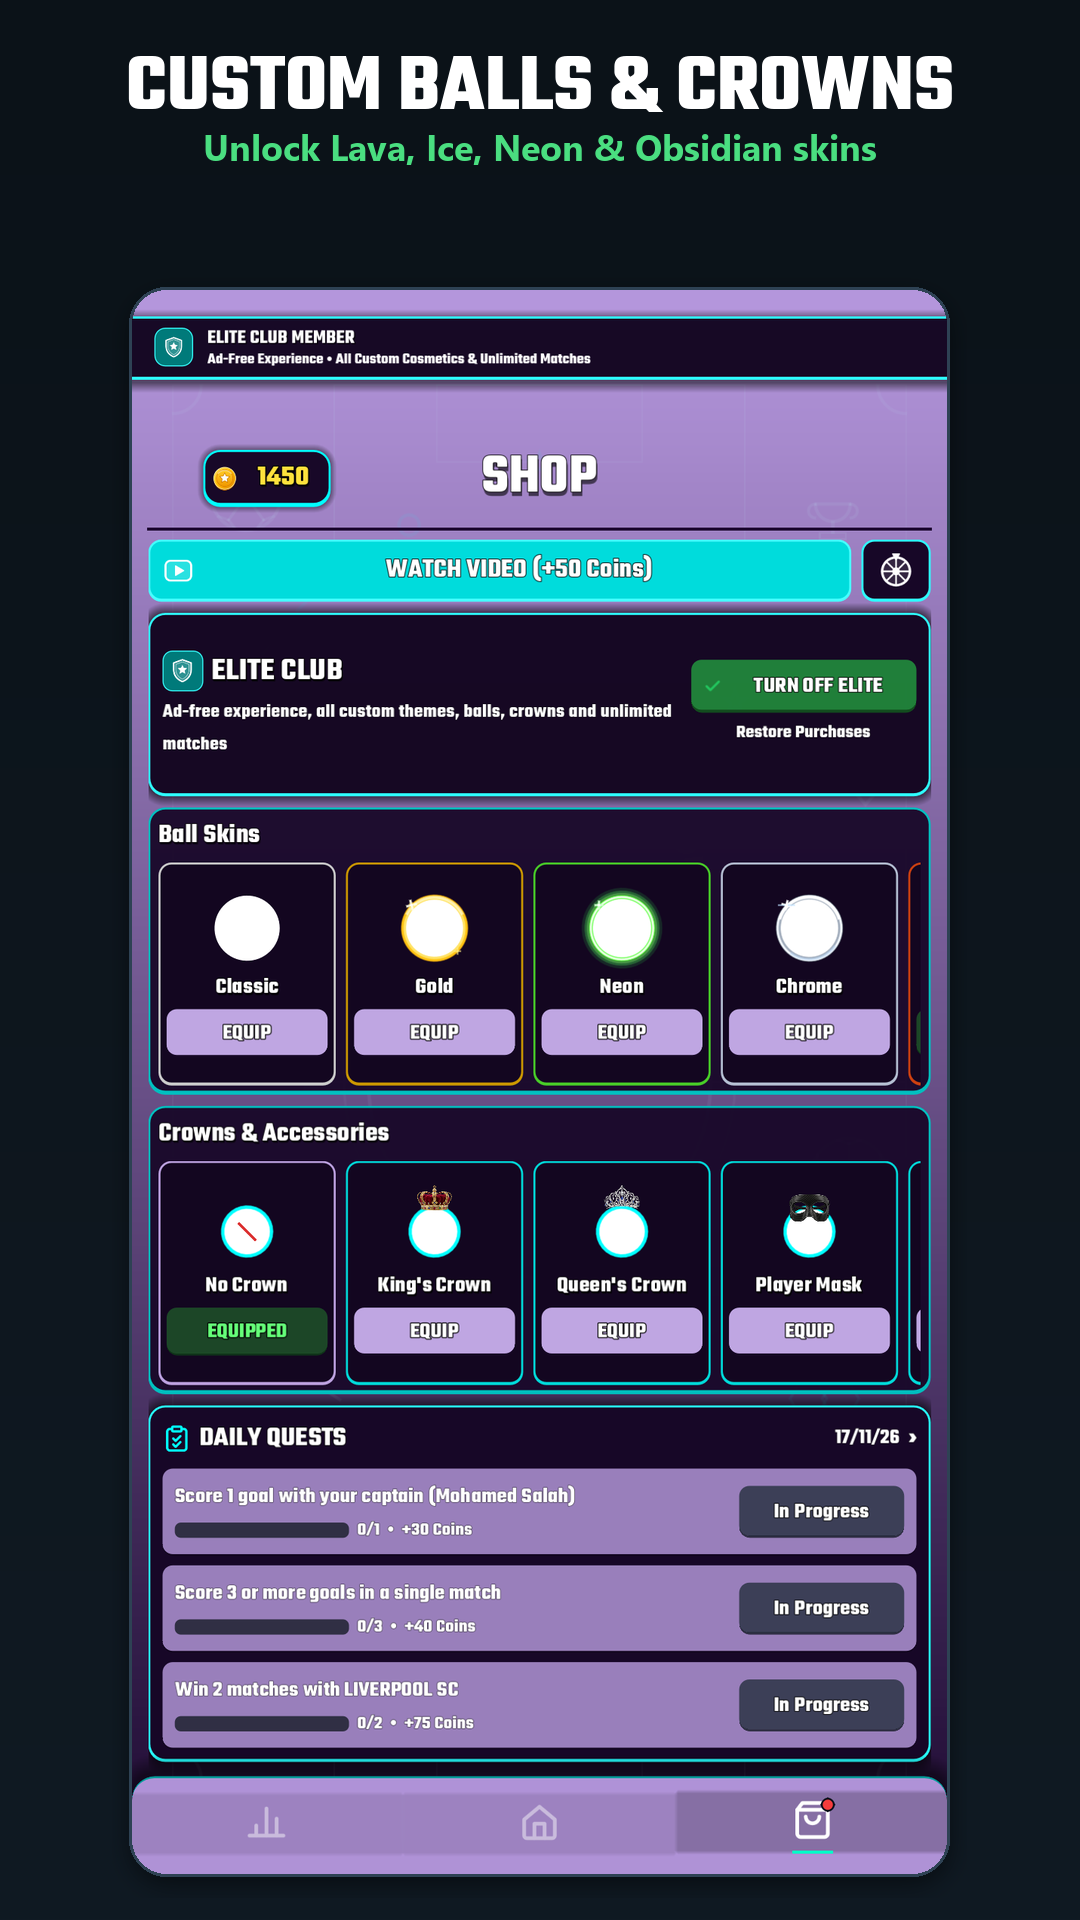 CUSTOM BALLS & CROWNS
Unlock Lava, Ice, Neon & Obsidian skins
ELITE CLUB MEMBER
Ad-Free Experience • All Custom Cosmetics & Unlimited Matches
1450
SHOP
WATCH VIDEO (+50 Coins)
ELITE CLUB
Ad-free experience, all custom themes, balls, crowns and unlimited
matches
TURN OFF ELITE
Restore Purchases
Ball Skins
Classic
Gold
Neon
Chrome
EQUIP
EQUIP
EQUIP
EQUIP
Crowns & Accessories
No Crown
King's Crown
Queen's Crown
Player Mask
EQUIPPED
EQUIP
EQUIP
EQUIP
DAILY QUESTS
17/11/26 ›
Score 1 goal with your captain (Mohamed Salah)
0/1 • +30 Coins
In Progress
Score 3 or more goals in a single match
0/3 • +40 Coins
In Progress
Win 2 matches with LIVERPOOL SC
0/2 • +75 Coins
In Progress